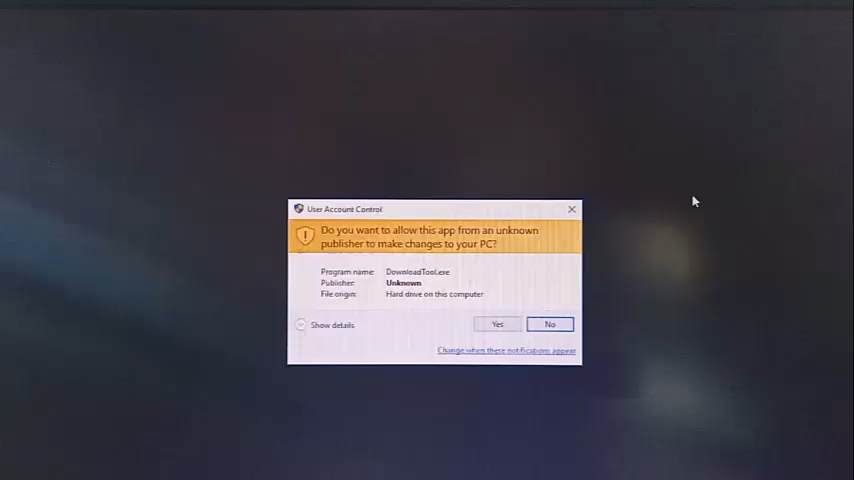 User Account Control
Do you want to allow this app from an unknown
publisher to make changes to your PC?
Program name: DownloadTool.exe
Publisher: Unknown
File origin: Hard drive on this computer
Show details
Yes
No
Change when these notifications appear